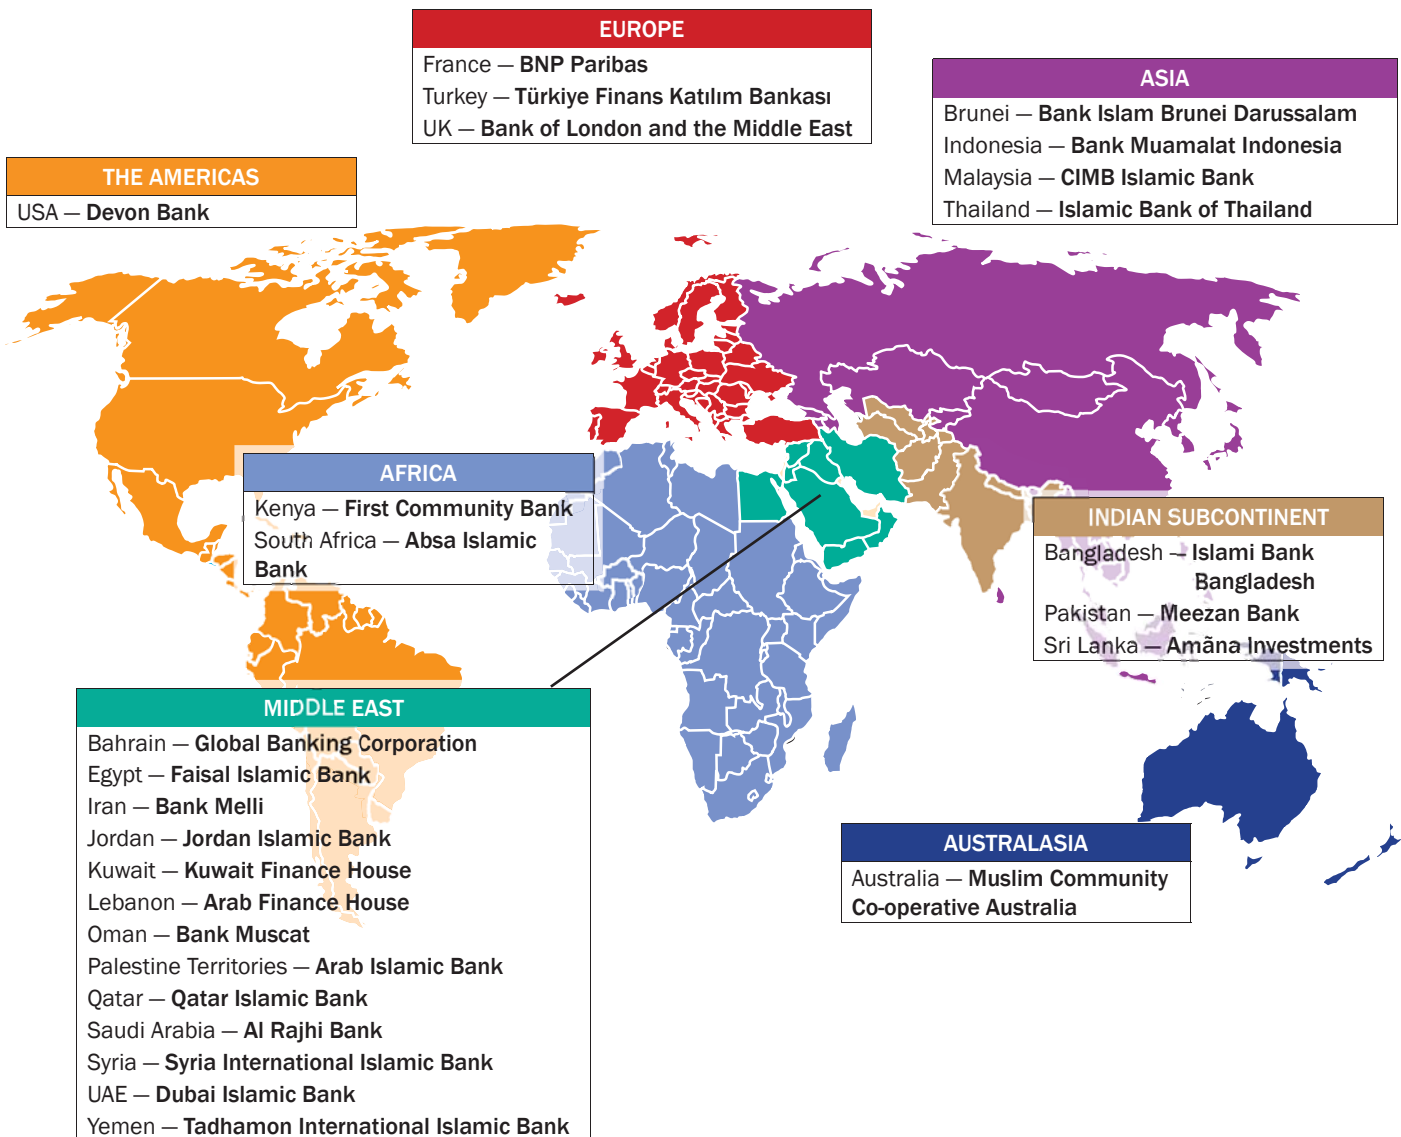 EUROPE
France — BNP Paribas
Turkey — Türkiye Finans Katılım Bankası
UK — Bank of London and the Middle East
ASIA
Brunei — Bank Islam Brunei Darussalam
Indonesia — Bank Muamalat Indonesia
Malaysia — CIMB Islamic Bank
Thailand — Islamic Bank of Thailand
THE AMERICAS
USA — Devon Bank
AFRICA
Kenya — First Community Bank
South Africa — Absa Islamic
Bank
INDIAN SUBCONTINENT
Bangladesh — Islami Bank
Bangladesh
Pakistan — Meezan Bank
Sri Lanka — Amãna Investments
MIDDLE EAST
Bahrain — Global Banking Corporation
Egypt — Faisal Islamic Bank
Iran — Bank Melli
Jordan — Jordan Islamic Bank
Kuwait — Kuwait Finance House
Lebanon — Arab Finance House
Oman — Bank Muscat
Palestine Territories — Arab Islamic Bank
Qatar — Qatar Islamic Bank
Saudi Arabia — Al Rajhi Bank
Syria — Syria International Islamic Bank
UAE — Dubai Islamic Bank
Yemen — Tadhamon International Islamic Bank
AUSTRALASIA
Australia — Muslim Community
Co-operative Australia